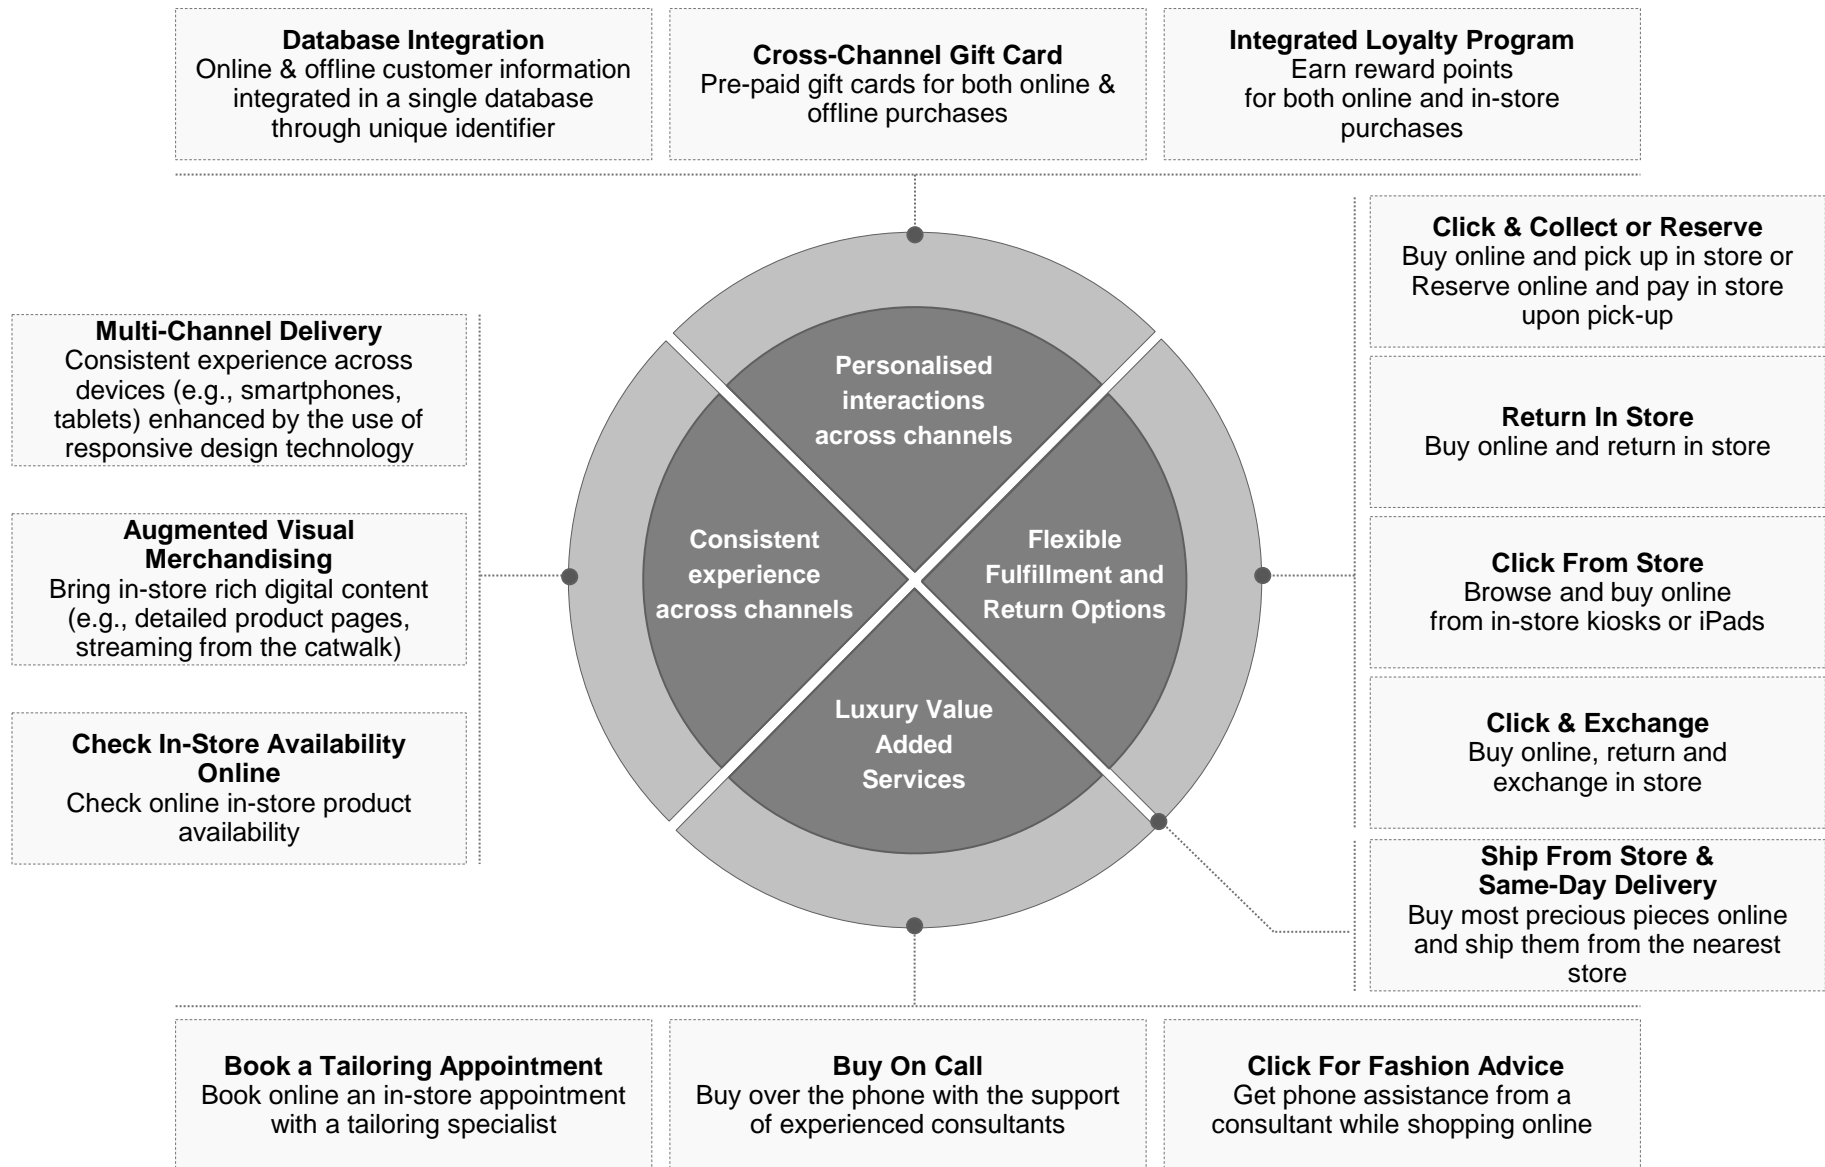 Database Integration
Online & offline customer information
integrated in a single database
through unique identifier
Cross-Channel Gift Card
Pre-paid gift cards for both online &
offline purchases
Integrated Loyalty Program
Earn reward points
for both online and in-store
purchases
Multi-Channel Delivery
Consistent experience across
devices (e.g., smartphones,
tablets) enhanced by the use of
responsive design technology
Augmented Visual
Merchandising
Bring in-store rich digital content
(e.g., detailed product pages,
streaming from the catwalk)
Check In-Store Availability
Online
Check online in-store product
availability
Personalised
interactions
across channels
Consistent
experience
across channels
Flexible
Fulfillment and
Return Options
Luxury Value
Added
Services
Click & Collect or Reserve
Buy online and pick up in store or
Reserve online and pay in store
upon pick-up
Return In Store
Buy online and return in store
Click From Store
Browse and buy online
from in-store kiosks or iPads
Click & Exchange
Buy online, return and
exchange in store
Ship From Store &
Same-Day Delivery
Buy most precious pieces online
and ship them from the nearest
store
Book a Tailoring Appointment
Book online an in-store appointment
with a tailoring specialist
Buy On Call
Buy over the phone with the support
of experienced consultants
Click For Fashion Advice
Get phone assistance from a
consultant while shopping online